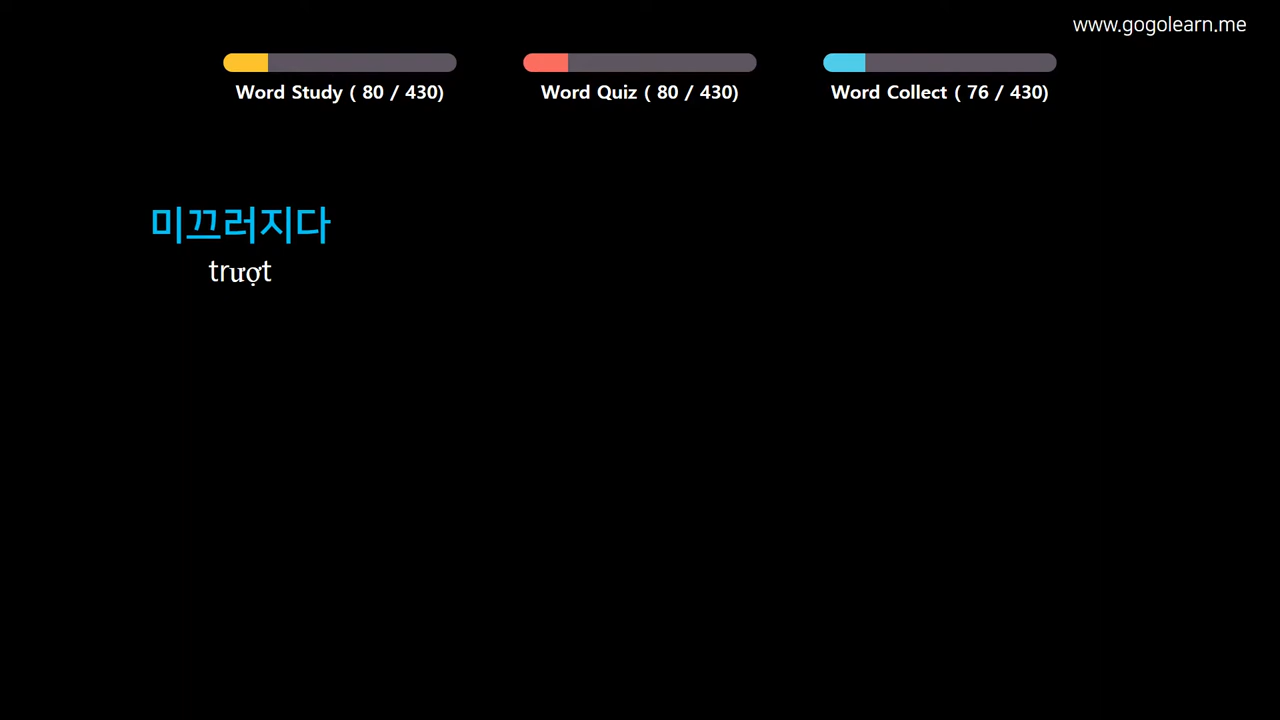 www.gogolearn.me
Word Study ( 80 / 430)
Word Quiz ( 80 / 430)
Word Collect ( 76 / 430)
미끄러지다
trượt